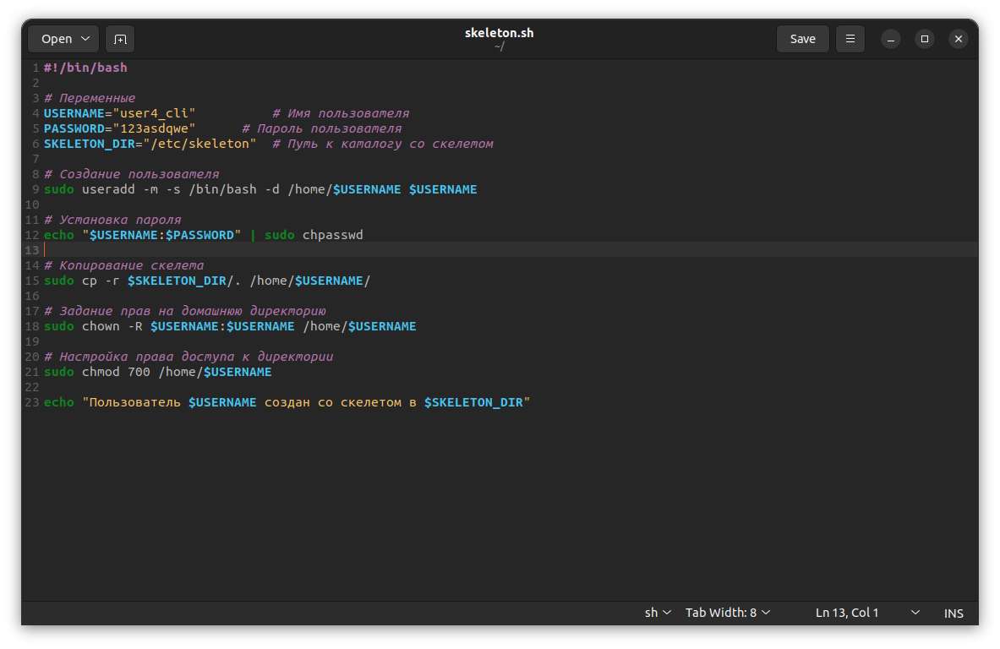 Open
skeleton.sh
~/
Save
1 #!/bin/bash
2
3 # Переменные
4 USERNAME="user4_cli" # Имя пользователя
5 PASSWORD="123asdqwe" # Пароль пользователя
6 SKELETON_DIR="/etc/skeleton" # Путь к каталогу со скелетом
7
8 # Создание пользователя
9 sudo useradd -m -s /bin/bash -d /home/$USERNAME $USERNAME
10
11 # Установка пароля
12 echo "$USERNAME:$PASSWORD" | sudo chpasswd
13
14 # Копирование скелета
15 sudo cp -r $SKELETON_DIR/. /home/$USERNAME/
16
17 # Задание прав на домашнюю директорию
18 sudo chown -R $USERNAME:$USERNAME /home/$USERNAME
19
20 # Настройка права доступа к директории
21 sudo chmod 700 /home/$USERNAME
22
23 echo "Пользователь $USERNAME создан со скелетом в $SKELETON_DIR"
sh Tab Width: 8 Ln 13, Col 1 INS